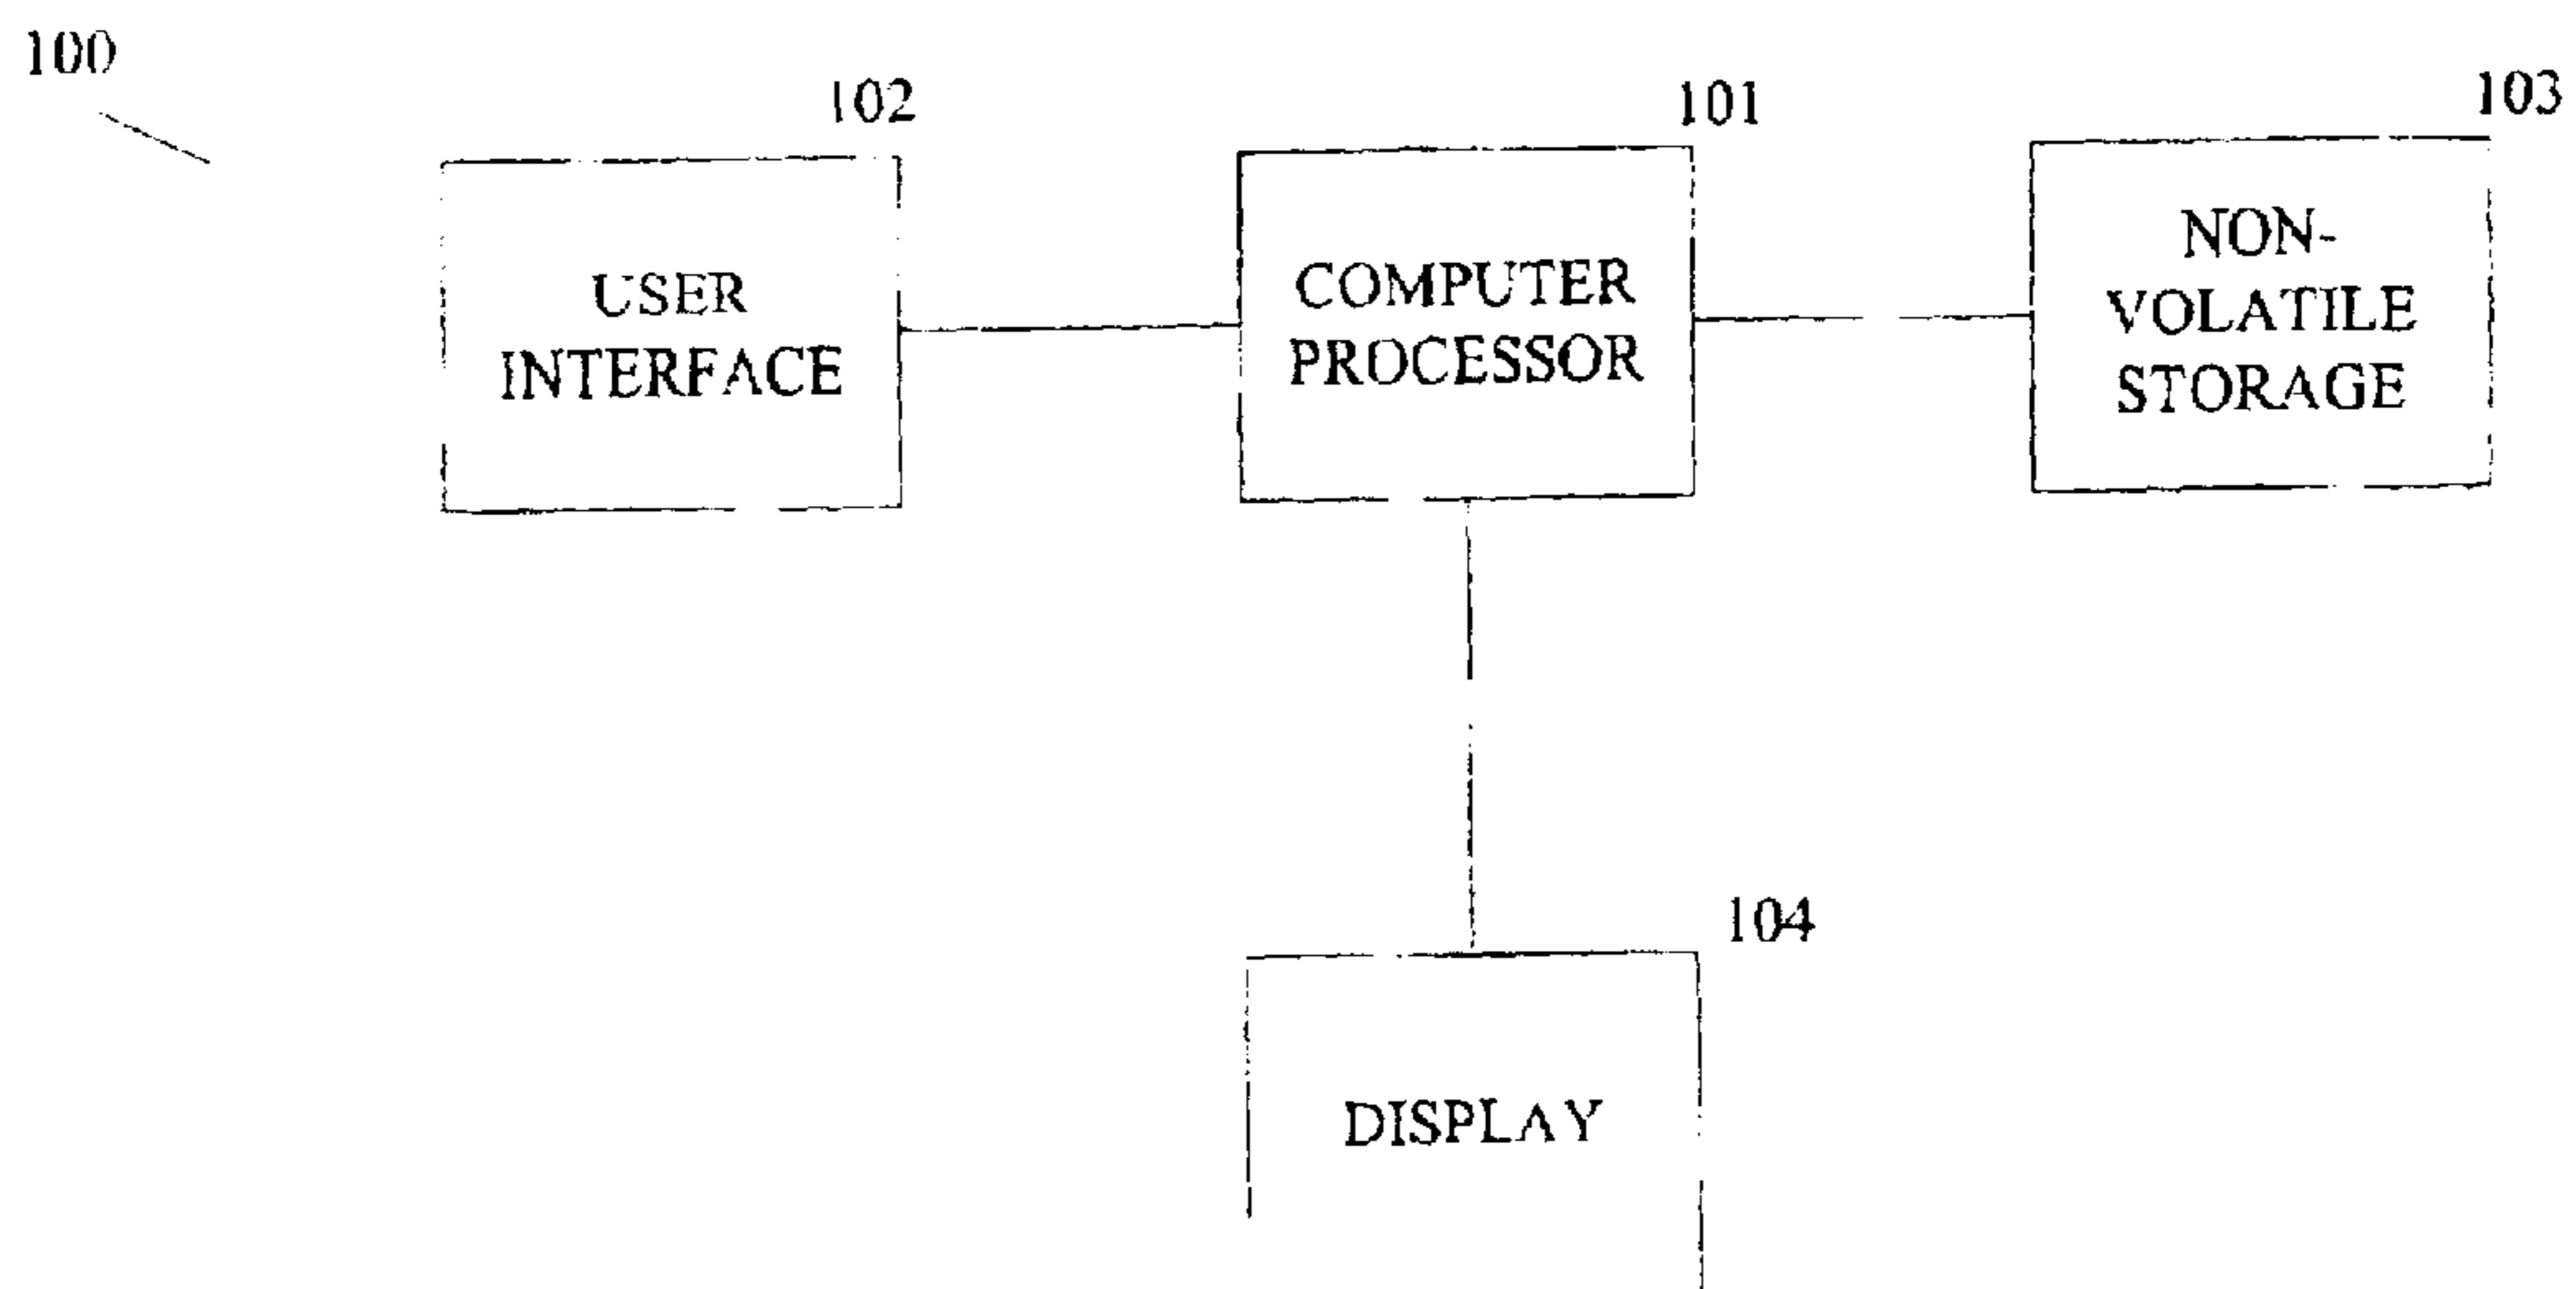 100
102
101
103
USER
INTERFACE
COMPUTER
PROCESSOR
NON-
VOLATILE
STORAGE
104
DISPLAY